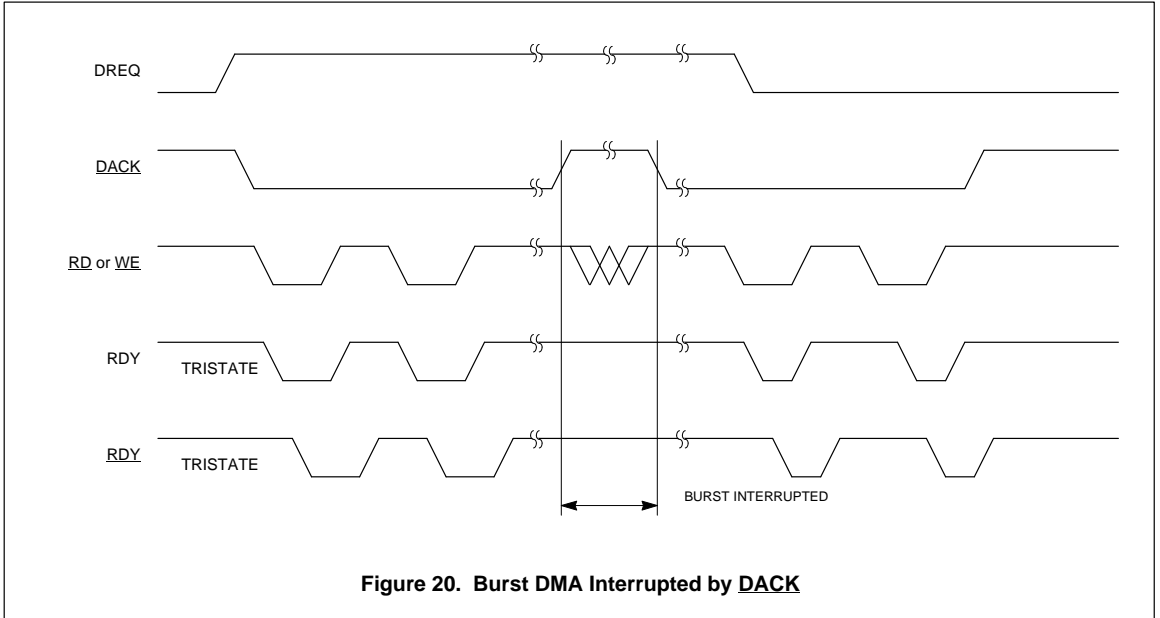 DREQ
DACK
RD or WE
RDY
TRISTATE
RDY
TRISTATE
BURST INTERRUPTED
Figure 20. Burst DMA Interrupted by DACK